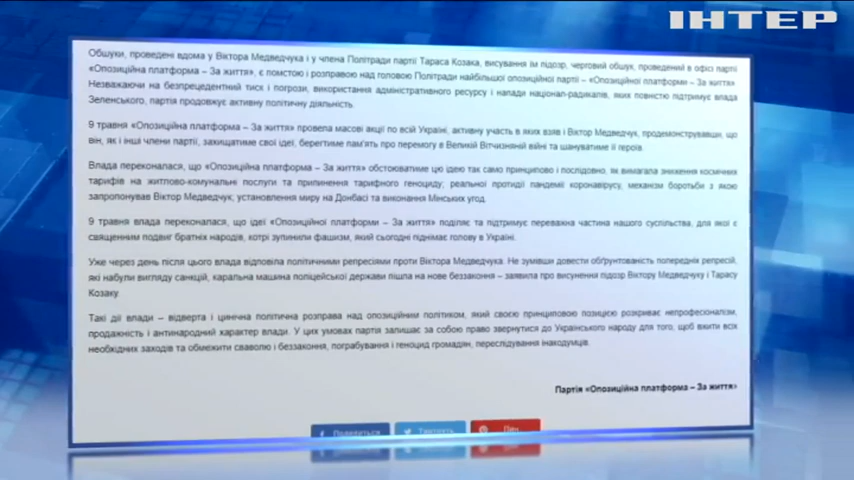 ІНТЕР
Обшуки, проведені вдома у Віктора Медведчука і у члена Політради партії Тараса Козака, висування їм підозр, черговий обшук, проведений в офісі партії
«Опозиційна платформа – За життя», є помстою і розправою над головою Політради найбільшої опозиційної партії – «Опозиційної платформи – За життя»
Незважаючи на безпрецедентний тиск і погрози, використання адміністративного ресурсу і напади націонал-радикалів, яких повністю підтримує влада
Зеленського, партія продовжує активну політичну діяльність.
9 травня «Опозиційна платформа – За життя» провела масові акції по всій Україні, активну участь в яких взяв і Віктор Медведчук, продемонструвавши, що
він, як і інші члени партії, захищатиме свої ідеї, берегтиме пам'ять про перемогу в Великій Вітчизняній війні та шануватиме її героїв.
Влада переконалася, що «Опозиційна платформа – За життя» обстоюватиме цю ідею так само принципово і послідовно, як вимагала зниження космічних
тарифів на житлово-комунальні послуги та припинення тарифного геноциду; реальної протидії пандемії коронавірусу, механізм боротьби з якою
запропонував Віктор Медведчук; установлення миру на Донбасі та виконання Мінських угод.
9 травня влада переконалася, що ідеї «Опозиційної платформи – За життя» поділяє та підтримує переважна частина нашого суспільства, для якої є
священним подвиг братніх народів, котрі зупинили фашизм, який сьогодні піднімає голову в Україні.
Уже через день після цього влада відповіла політичними репресіями проти Віктора Медведчука. Не зумівши довести обґрунтованість попередніх репресій,
які набули вигляду санкцій, каральна машина поліцейської держави пішла на нове беззаконня – заявила про висунення підозр Віктору Медведчуку і Тарасу
Козаку.
Такі дії влади – відверта і цинічна політична розправа над опозиційним політиком, який своєю принциповою позицією розкриває непрофесіоналізм,
продажність і антинародний характер влади. У цих умовах партія залишає за собою право звернутися до Українського народу для того, щоб вжити всіх
необхідних заходів та обмежити сваволю і беззаконня, пограбування і геноцид громадян, переслідування інакодумців.
Партія «Опозиційна платформа – За життя»
Поделиться Твитнуть Пин